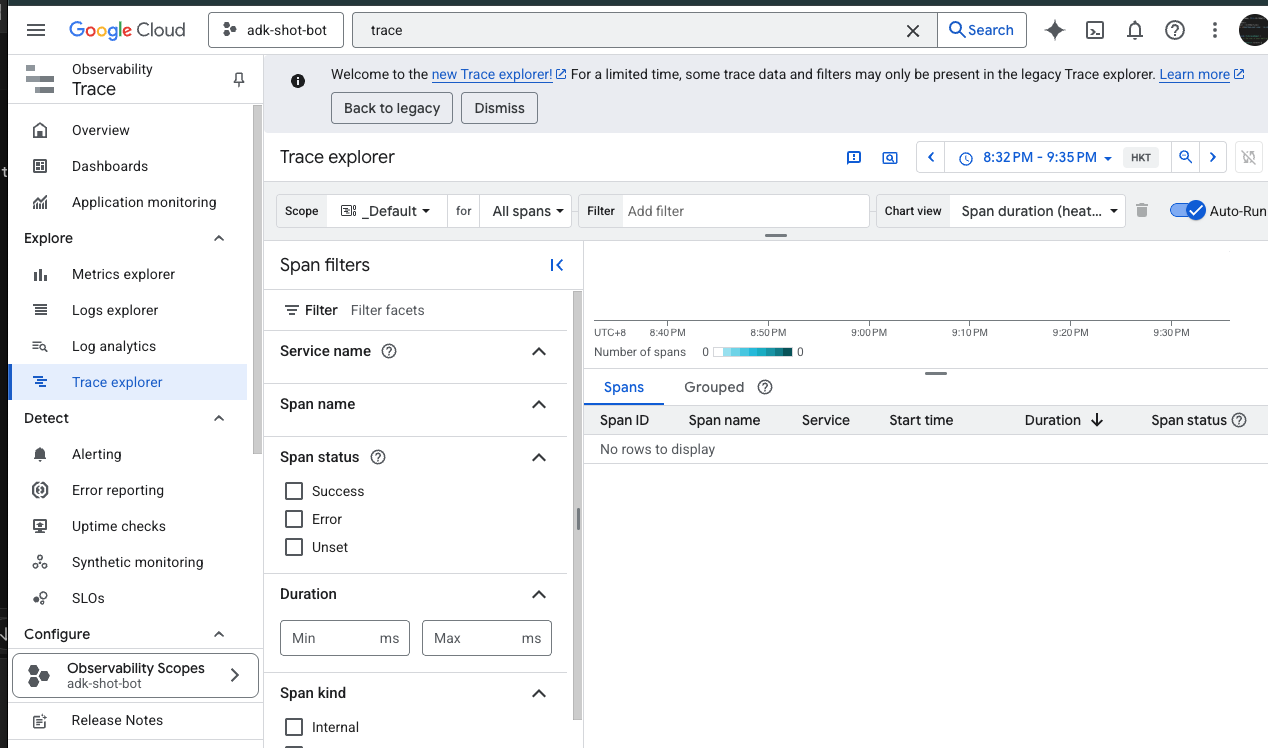 Google Cloud
adk-shot-bot
trace
Search
Observability
Trace
Overview
Dashboards
Application monitoring
Explore
Metrics explorer
Logs explorer
Log analytics
Trace explorer
Detect
Alerting
Error reporting
Uptime checks
Synthetic monitoring
SLOs
Configure
Observability Scopes
adk-shot-bot
Release Notes
Welcome to the new Trace explorer! For a limited time, some trace data and filters may only be present in the legacy Trace explorer. Learn more
Back to legacy
Dismiss
Trace explorer
8:32 PM - 9:35 PM
HKT
Scope
_Default
for
All spans
Filter
Add filter
Chart view
Span duration (heat...
Auto-Run
Span filters
Filter
Filter facets
Service name
Span name
Span status
Success
Error
Unset
Duration
Min ms
Max ms
Span kind
Internal
UTC+8 8:40 PM 8:50 PM 9:00 PM 9:10 PM 9:20 PM 9:30 PM
Number of spans 0 0
Spans Grouped
Span ID Span name Service Start time Duration Span status
No rows to display